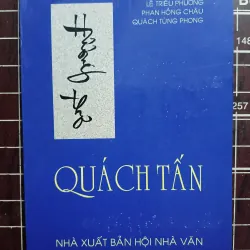 LÊ TRIỀU PHƯƠNG
PHAN HỒNG CHÂU
QUÁCH TÙNG PHONG
QUÁCH TẤN
NHÀ XUẤT BẢN HỘI NHÀ VĂN